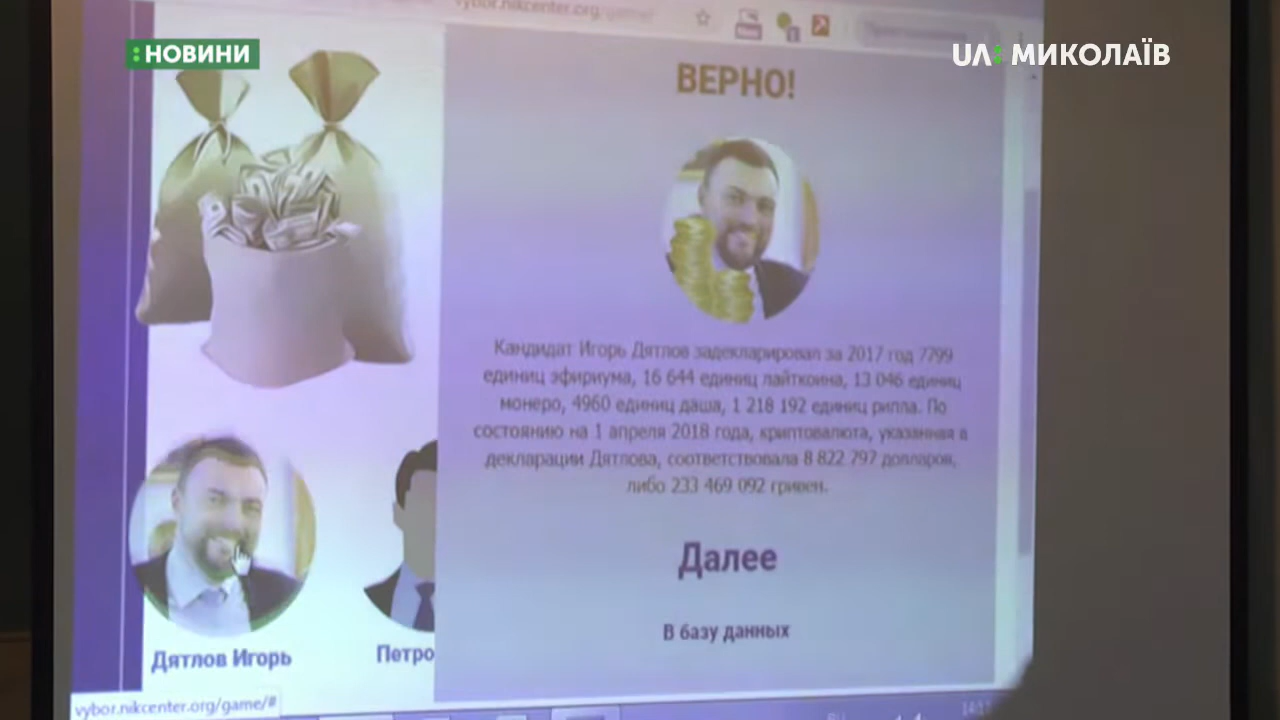 vybor.nikcenter.org/game/
НОВИНИ
UA: МИКОЛАЇВ
ВЕРНО!
Кандидат Игорь Дятлов задекларировал за 2017 год 7799
единиц эфириума, 16 644 единиц лайткоина, 13 046 единиц
монеро, 4960 единиц даша, 1 218 192 единиц рипла. По
состоянию на 1 апреля 2018 года, криптовалюта, указанная в
декларации Дятлова, соответствовала 8 822 797 долларов,
либо 233 469 092 гривен.
Далее
В базу данных
Дятлов Игорь
Петро
vybor.nikcenter.org/game/#